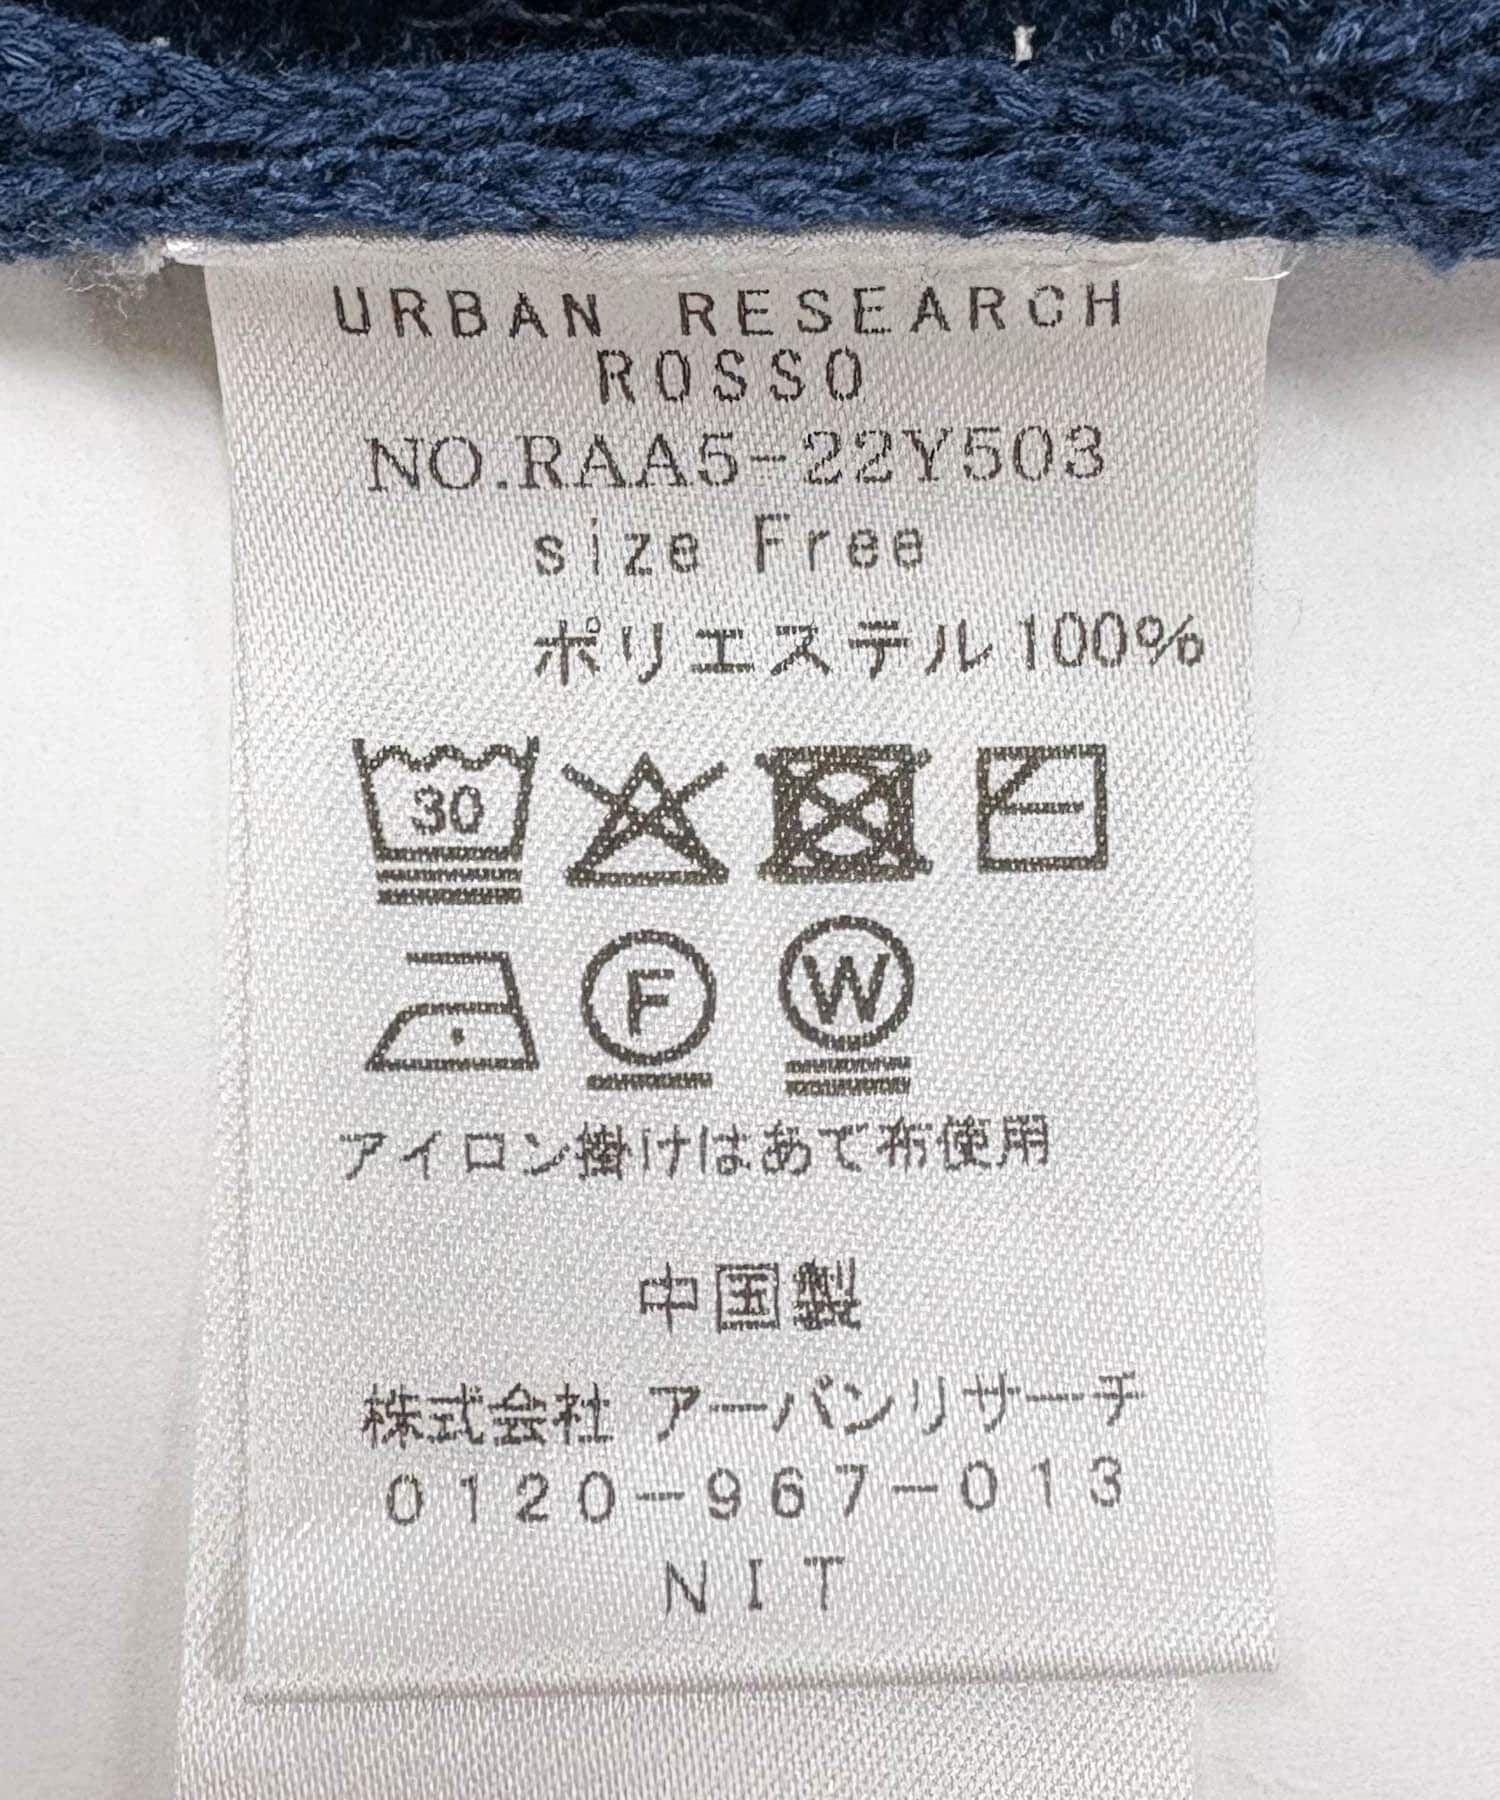 URBAN RESEARCH
ROSSO
NO.RAA5-22Y503
size Free
ポリエステル100%
30
F W
アイロン掛けはあて布使用
中国製
株式会社 アーバンリサーチ
0120-967-013
NIT